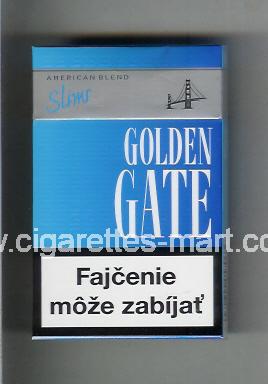 AMERICAN BLEND
Slims
GOLDEN
GATE
www.cigarettes-mart.com
Fajčenie
môže zabíjať